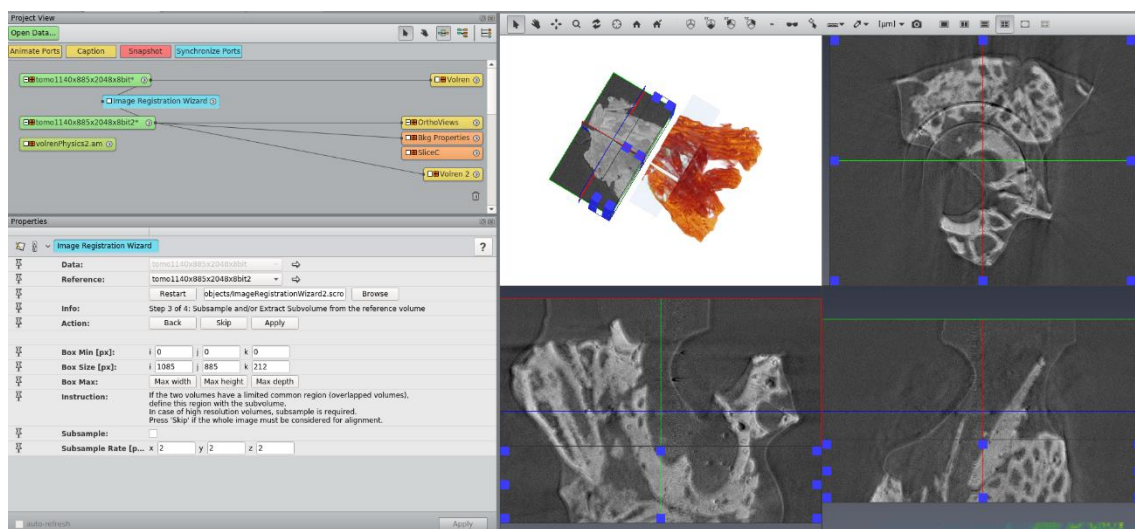 Project View
Open Data...
Animate Ports Caption Snapshot Synchronize Ports
tomo1140x885x2048x8bit* Volren
Image Registration Wizard
tomo1140x885x2048x8bit2* OrthoViews
volrenPhysics2.am Bkg Properties
SliceC
Volren 2
Properties
Image Registration Wizard ?
Data: tomo1140x885x2048x8bit
Reference: tomo1140x885x2048x8bit2
Restart objects/ImageRegistrationWizard2.scro Browse
Info: Step 3 of 4: Subsample and/or Extract Subvolume from the reference volume
Action: Back Skip Apply
Box Min [px]: i 0 j 0 k 0
Box Size [px]: i 1085 j 885 k 212
Box Max: Max width Max height Max depth
Instruction: If the two volumes have a limited common region (overlapped volumes),
define this region with the subvolume.
In case of high resolution volumes, subsample is required.
Press 'Skip' if the whole image must be considered for alignment.
Subsample:
Subsample Rate [p... x 2 y 2 z 2
auto-refresh Apply
[µm]